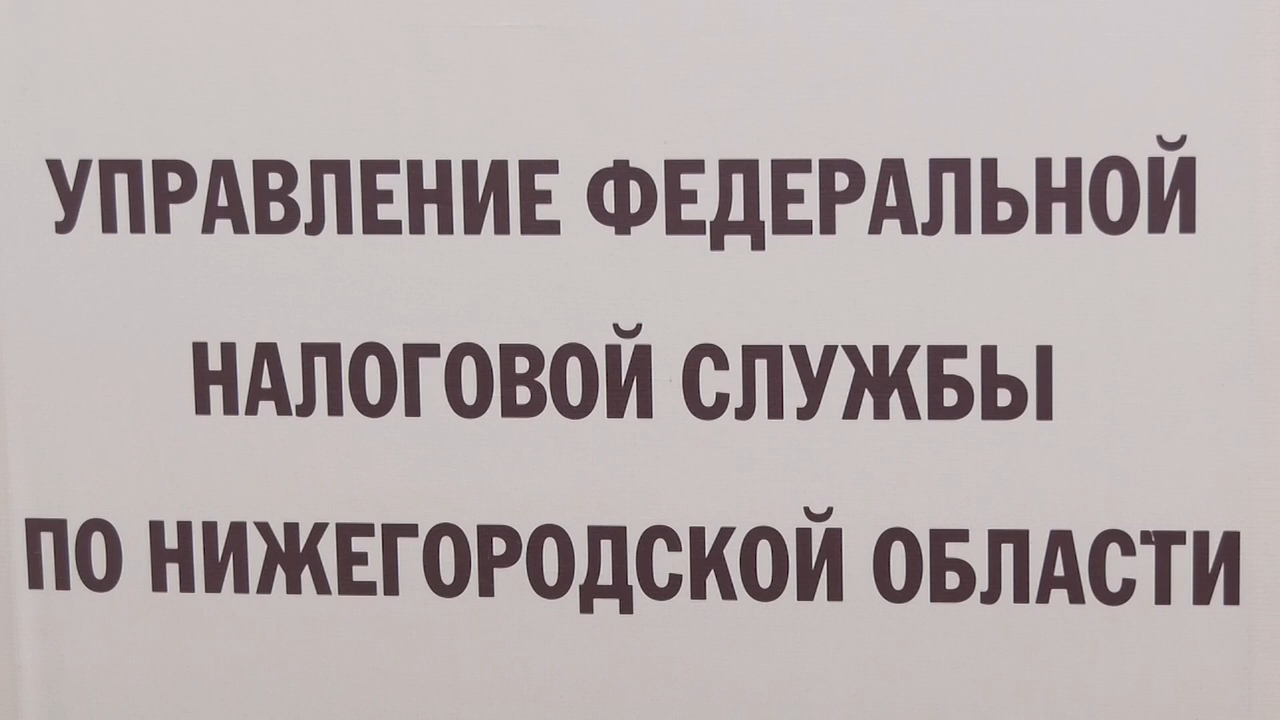 УПРАВЛЕНИЕ ФЕДЕРАЛЬНОЙ
НАЛОГОВОЙ СЛУЖБЫ
ПО НИЖЕГОРОДСКОЙ ОБЛАСТИ